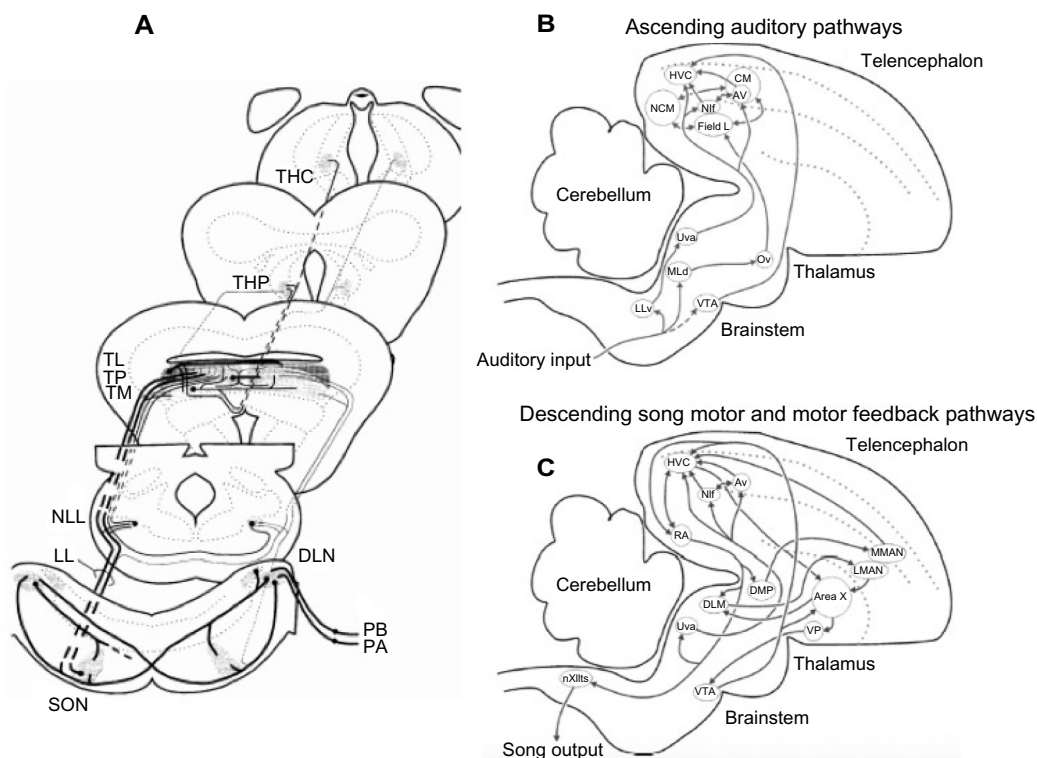 A
THC
THP
TL
TP
TM
NLL
LL
DLN
PB
PA
SON
B
Ascending auditory pathways
Telencephalon
HVC
CM
AV
NCM
NIf
Field L
Cerebellum
Uva
MLd
Ov
Thalamus
LLv
VTA
Brainstem
Auditory input
Descending song motor and motor feedback pathways
C
Telencephalon
HVC
Av
NIf
RA
MMAN
LMAN
Cerebellum
DMP
Area X
DLM
Uva
VP
Thalamus
nXIIts
VTA
Brainstem
Song output